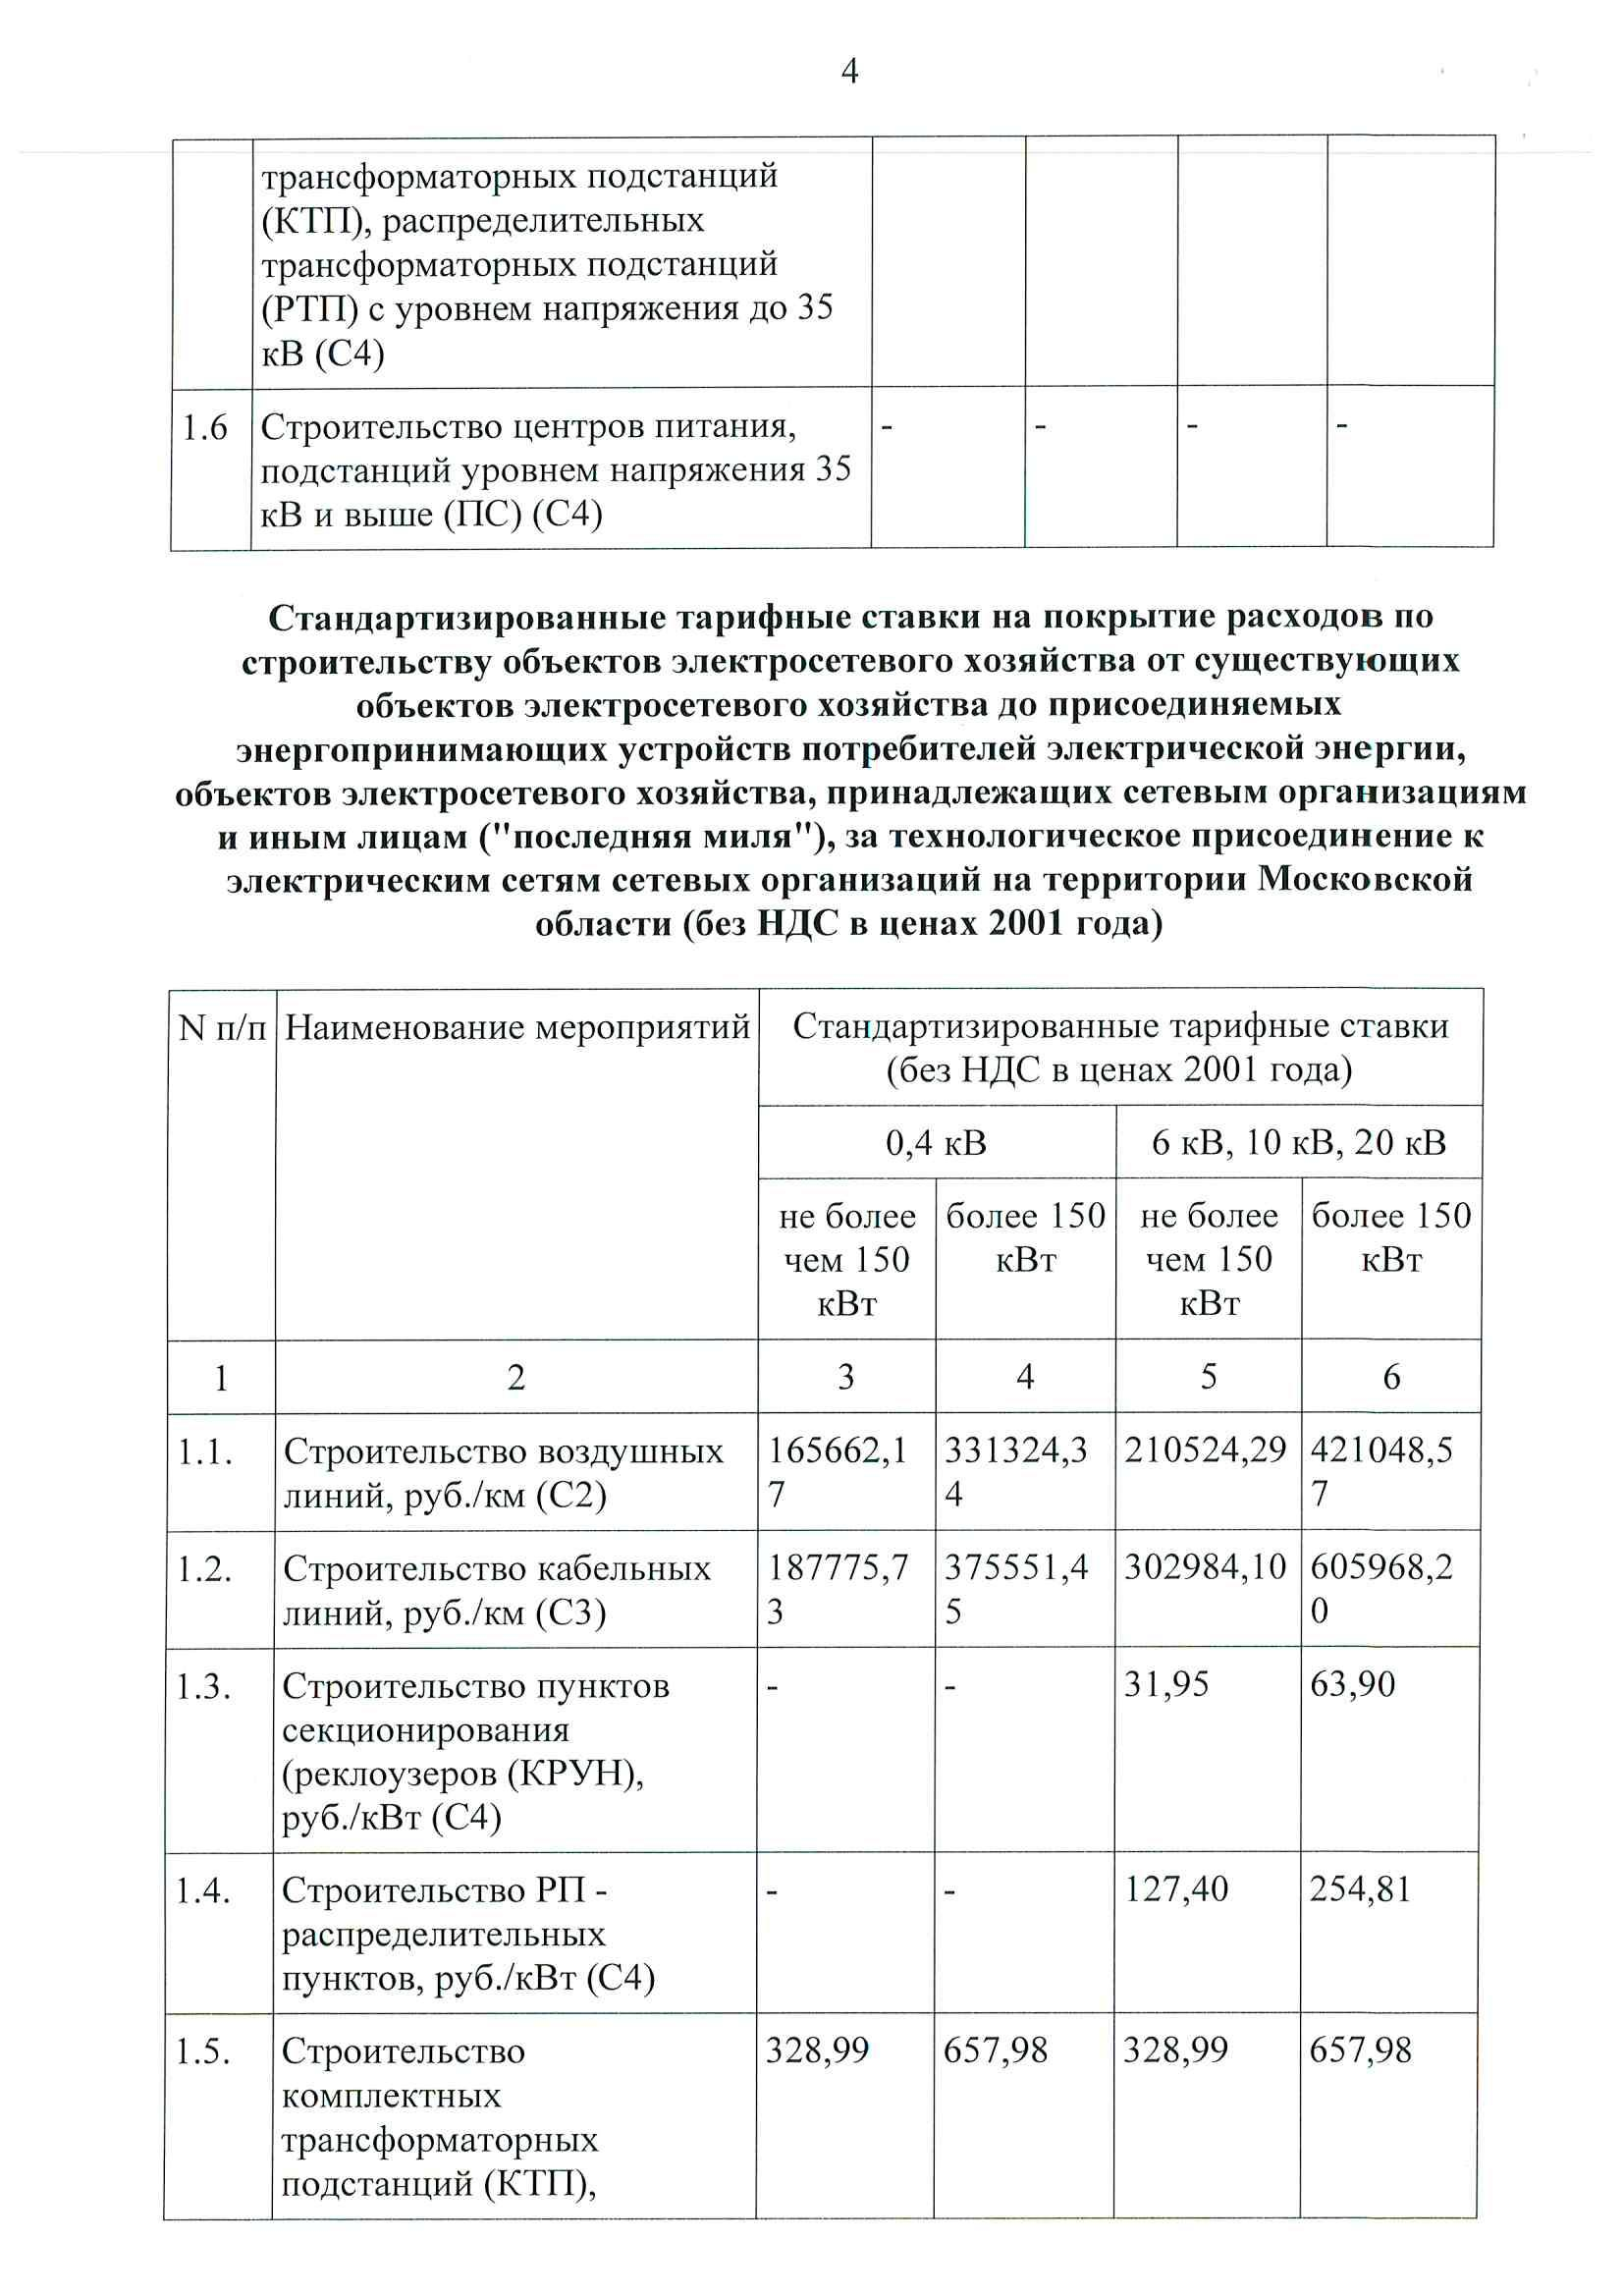 4
трансформаторных подстанций
(КТП), распределительных
трансформаторных подстанций
(РТП) с уровнем напряжения до 35
кВ (С4)
1.6 Строительство центров питания, - - - -
подстанций уровнем напряжения 35
кВ и выше (ПС) (С4)
Стандартизированные тарифные ставки на покрытие расходов по
строительству объектов электросетевого хозяйства от существующих
объектов электросетевого хозяйства до присоединяемых
энергопринимающих устройств потребителей электрической энергии,
объектов электросетевого хозяйства, принадлежащих сетевым организациям
и иным лицам ("последняя миля"), за технологическое присоединение к
электрическим сетям сетевых организаций на территории Московской
области (без НДС в ценах 2001 года)
N п/п Наименование мероприятий Стандартизированные тарифные ставки
(без НДС в ценах 2001 года)
0,4 кВ 6 кВ, 10 кВ, 20 кВ
не более более 150 не более более 150
чем 150 кВт чем 150 кВт
кВт кВт
1 2 3 4 5 6
1.1. Строительство воздушных 165662,1 331324,3 210524,29 421048,5
линий, руб./км (С2) 7 4 7
1.2. Строительство кабельных 187775,7 375551,4 302984,10 605968,2
линий, руб./км (С3) 3 5 0
1.3. Строительство пунктов - - 31,95 63,90
секционирования
(реклоузеров (КРУН),
руб./кВт (С4)
1.4. Строительство РП - - - 127,40 254,81
распределительных
пунктов, руб./кВт (С4)
1.5. Строительство 328,99 657,98 328,99 657,98
комплектных
трансформаторных
подстанций (КТП),